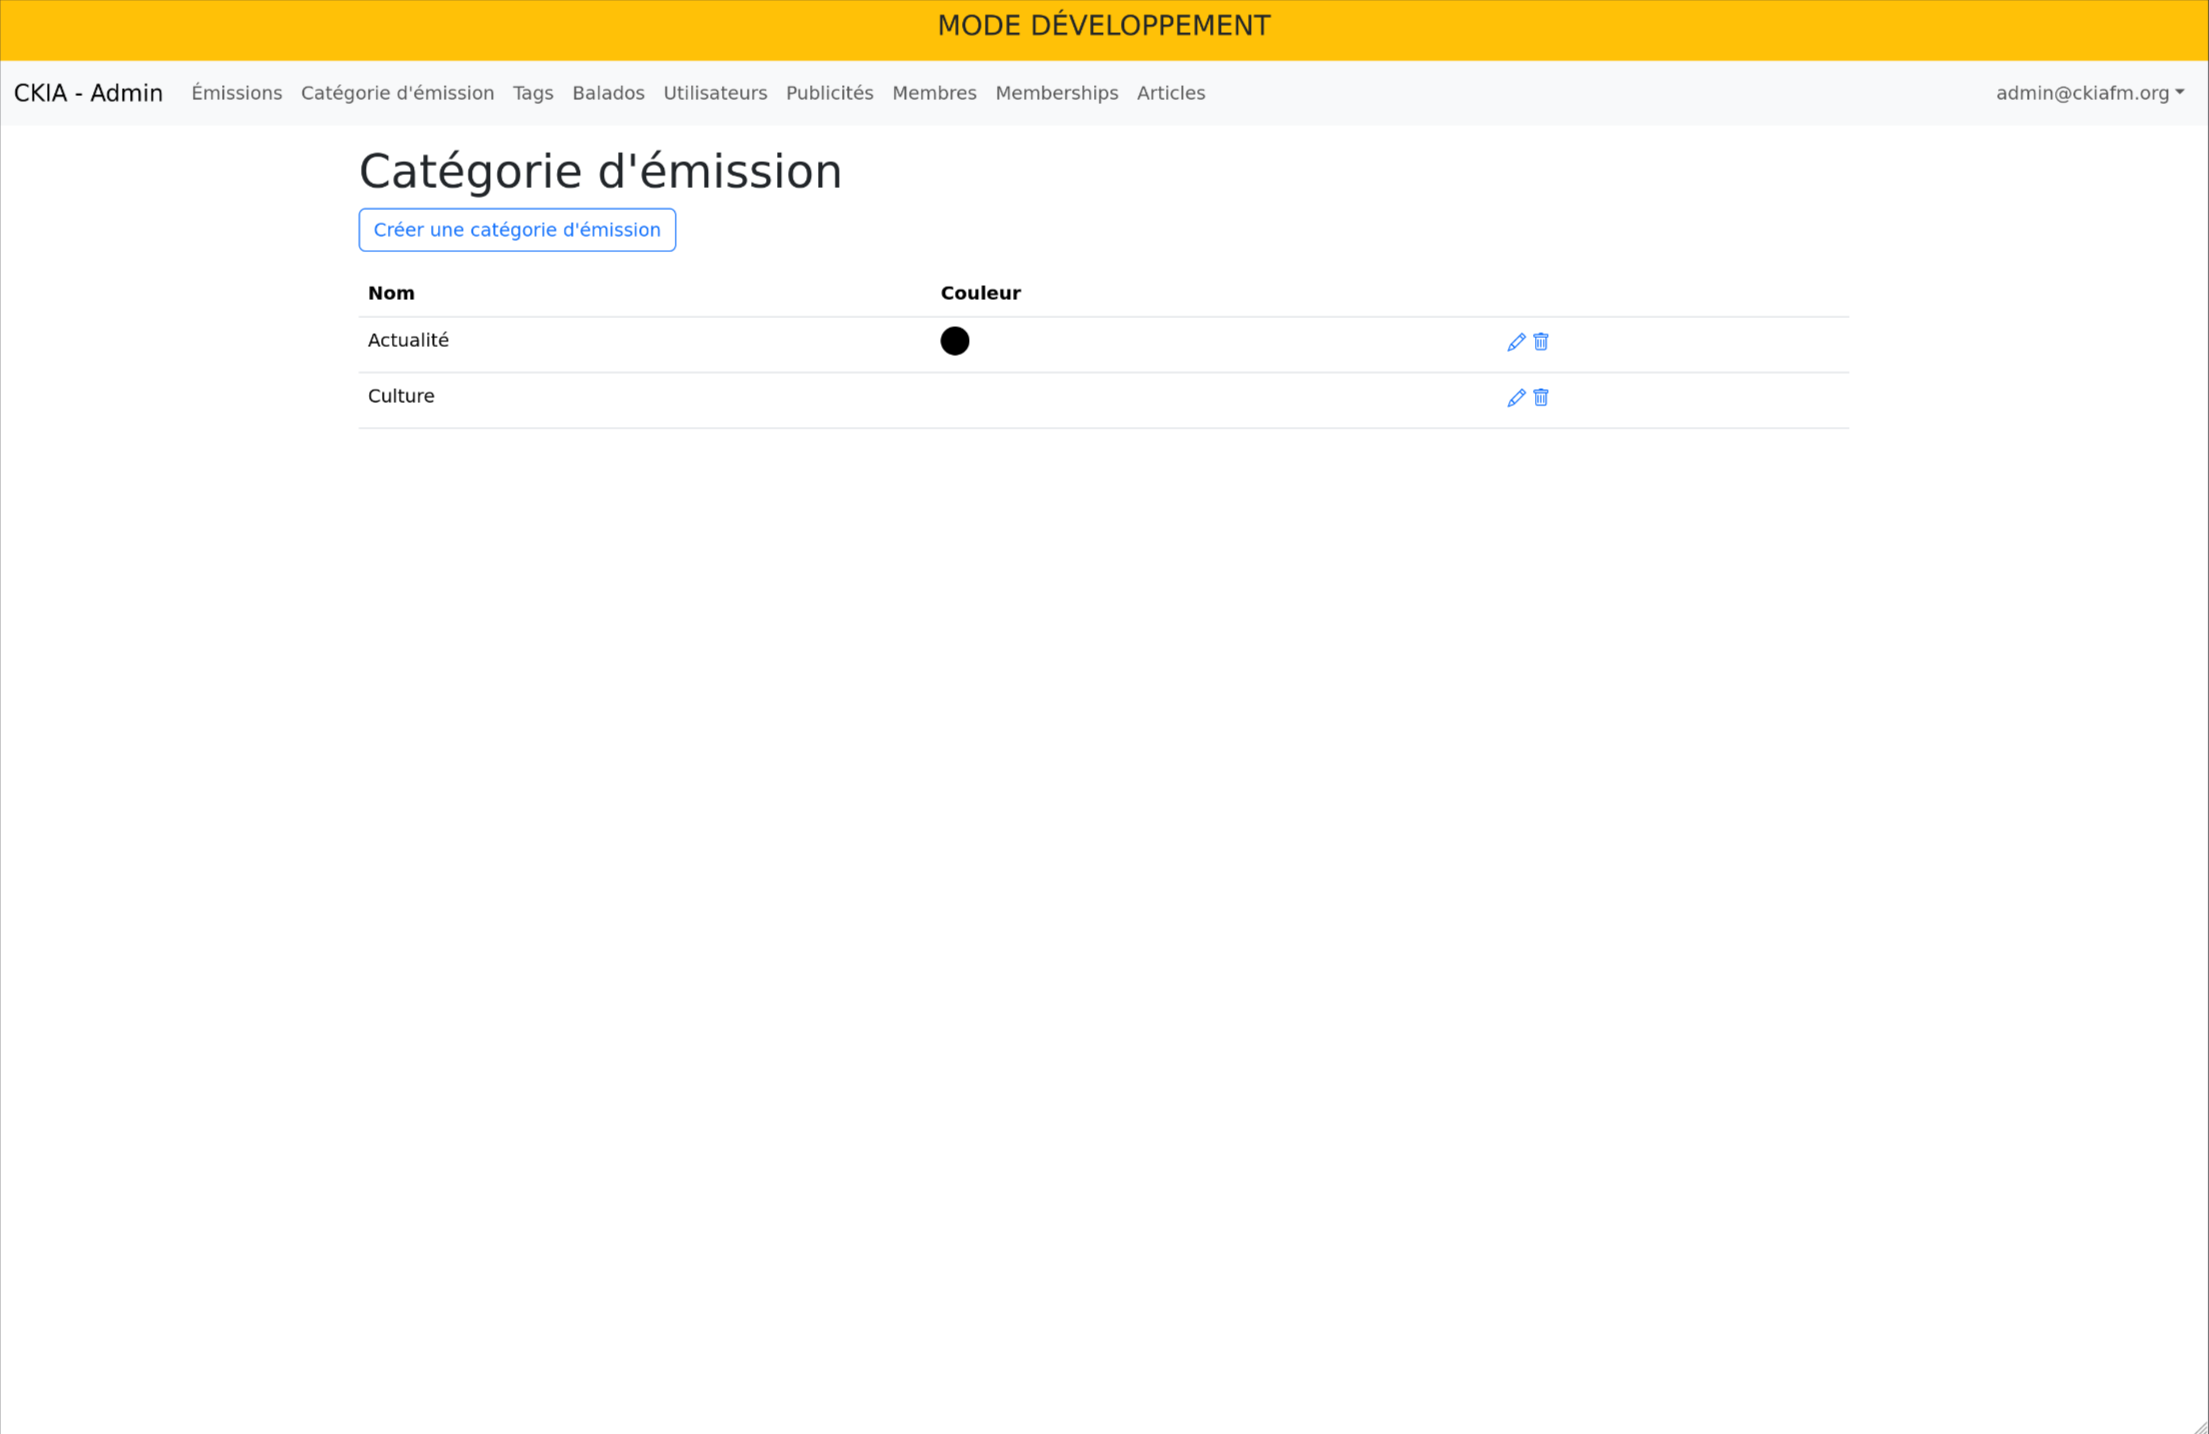 MODE DÉVELOPPEMENT
CKIA - Admin Émissions Catégorie d'émission Tags Balados Utilisateurs Publicités Membres Memberships Articles admin@ckiafm.org
Catégorie d'émission
Créer une catégorie d'émission
Nom Couleur
Actualité
Culture